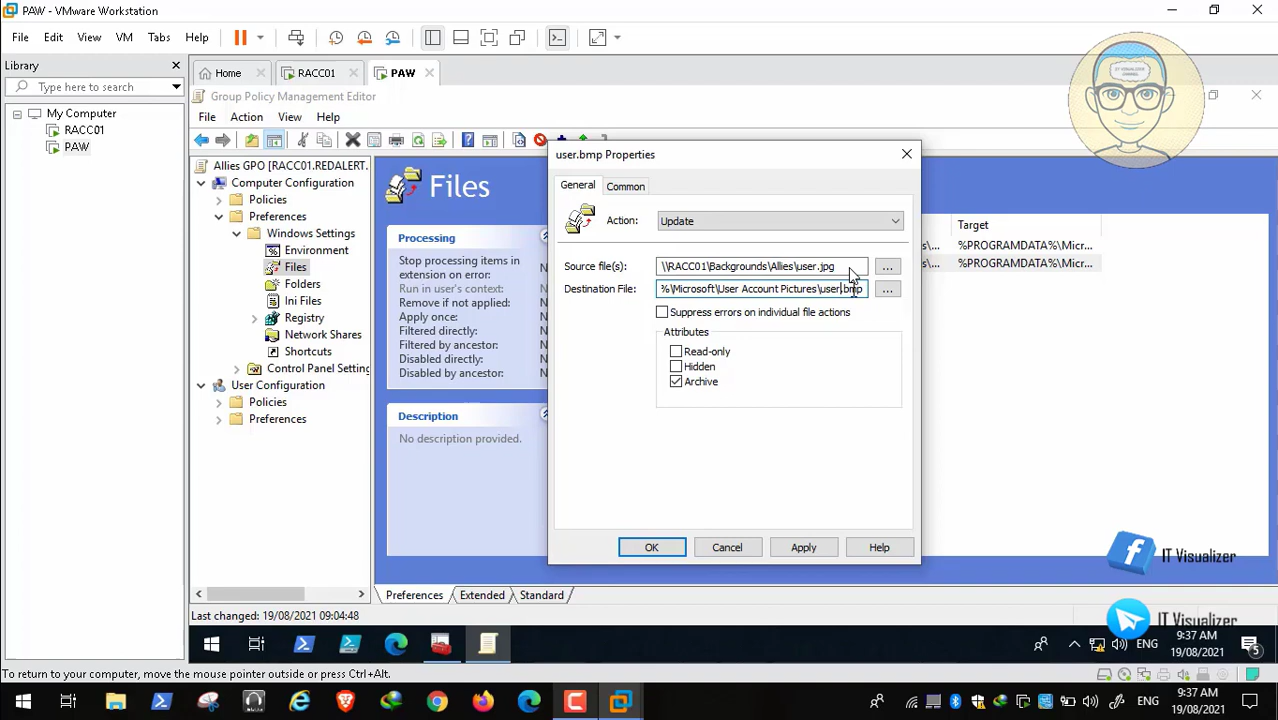 PAW - VMware Workstation
File Edit View VM Tabs Help
Library
Type here to search
My Computer
RACC01
PAW
Home
RACC01
PAW
IT VISUALIZER
CHANNEL
Group Policy Management Editor
File Action View Help
Allies GPO [RACC01.REDALERT.
Computer Configuration
Policies
Preferences
Windows Settings
Environment
Files
Folders
Ini Files
Registry
Network Shares
Shortcuts
Control Panel Setting
User Configuration
Policies
Preferences
Files
Processing
Stop processing items in
extension on error:
Run in user's context:
Remove if not applied:
Apply once:
Filtered directly:
Filtered by ancestor:
Disabled directly:
Disabled by ancestor:
Description
No description provided.
user.bmp Properties
General
Common
Action:
Update
Source file(s):
\\RACC01\Backgrounds\Allies\user.jpg
...
Destination File:
%\Microsoft\User Account Pictures\user.bmp
...
Suppress errors on individual file actions
Attributes
Read-only
Hidden
Archive
OK
Cancel
Apply
Help
Target
s\... %PROGRAMDATA%\Micr...
s\... %PROGRAMDATA%\Micr...
IT Visualizer
Preferences Extended Standard
Last changed: 19/08/2021 09:04:48
IT Visualizer
ENG
9:37 AM
19/08/2021
5
To return to your computer, move the mouse pointer outside or press Ctrl+Alt.
ENG
9:37 AM
19/08/2021